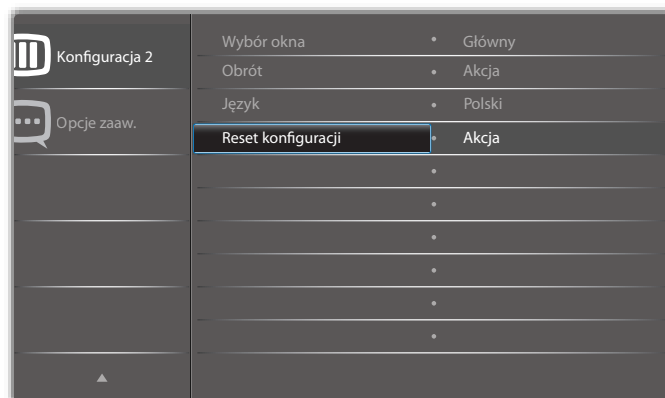 Konfiguracja 2
Opcje zaaw.
Wybór okna • Główny
Obrót • Akcja
Język • Polski
Reset konfiguracji • Akcja